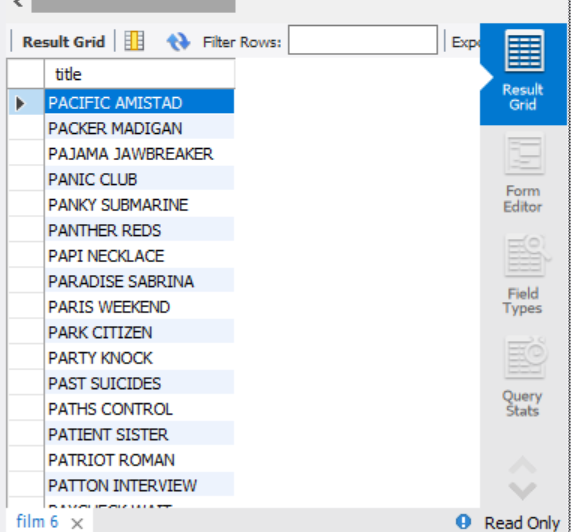 Result Grid Filter Rows: Expo
title
PACIFIC AMISTAD
PACKER MADIGAN
PAJAMA JAWBREAKER
PANIC CLUB
PANKY SUBMARINE
PANTHER REDS
PAPI NECKLACE
PARADISE SABRINA
PARIS WEEKEND
PARK CITIZEN
PARTY KNOCK
PAST SUICIDES
PATHS CONTROL
PATIENT SISTER
PATRIOT ROMAN
PATTON INTERVIEW
Result
Grid
Form
Editor
Field
Types
Query
Stats
film 6
Read Only